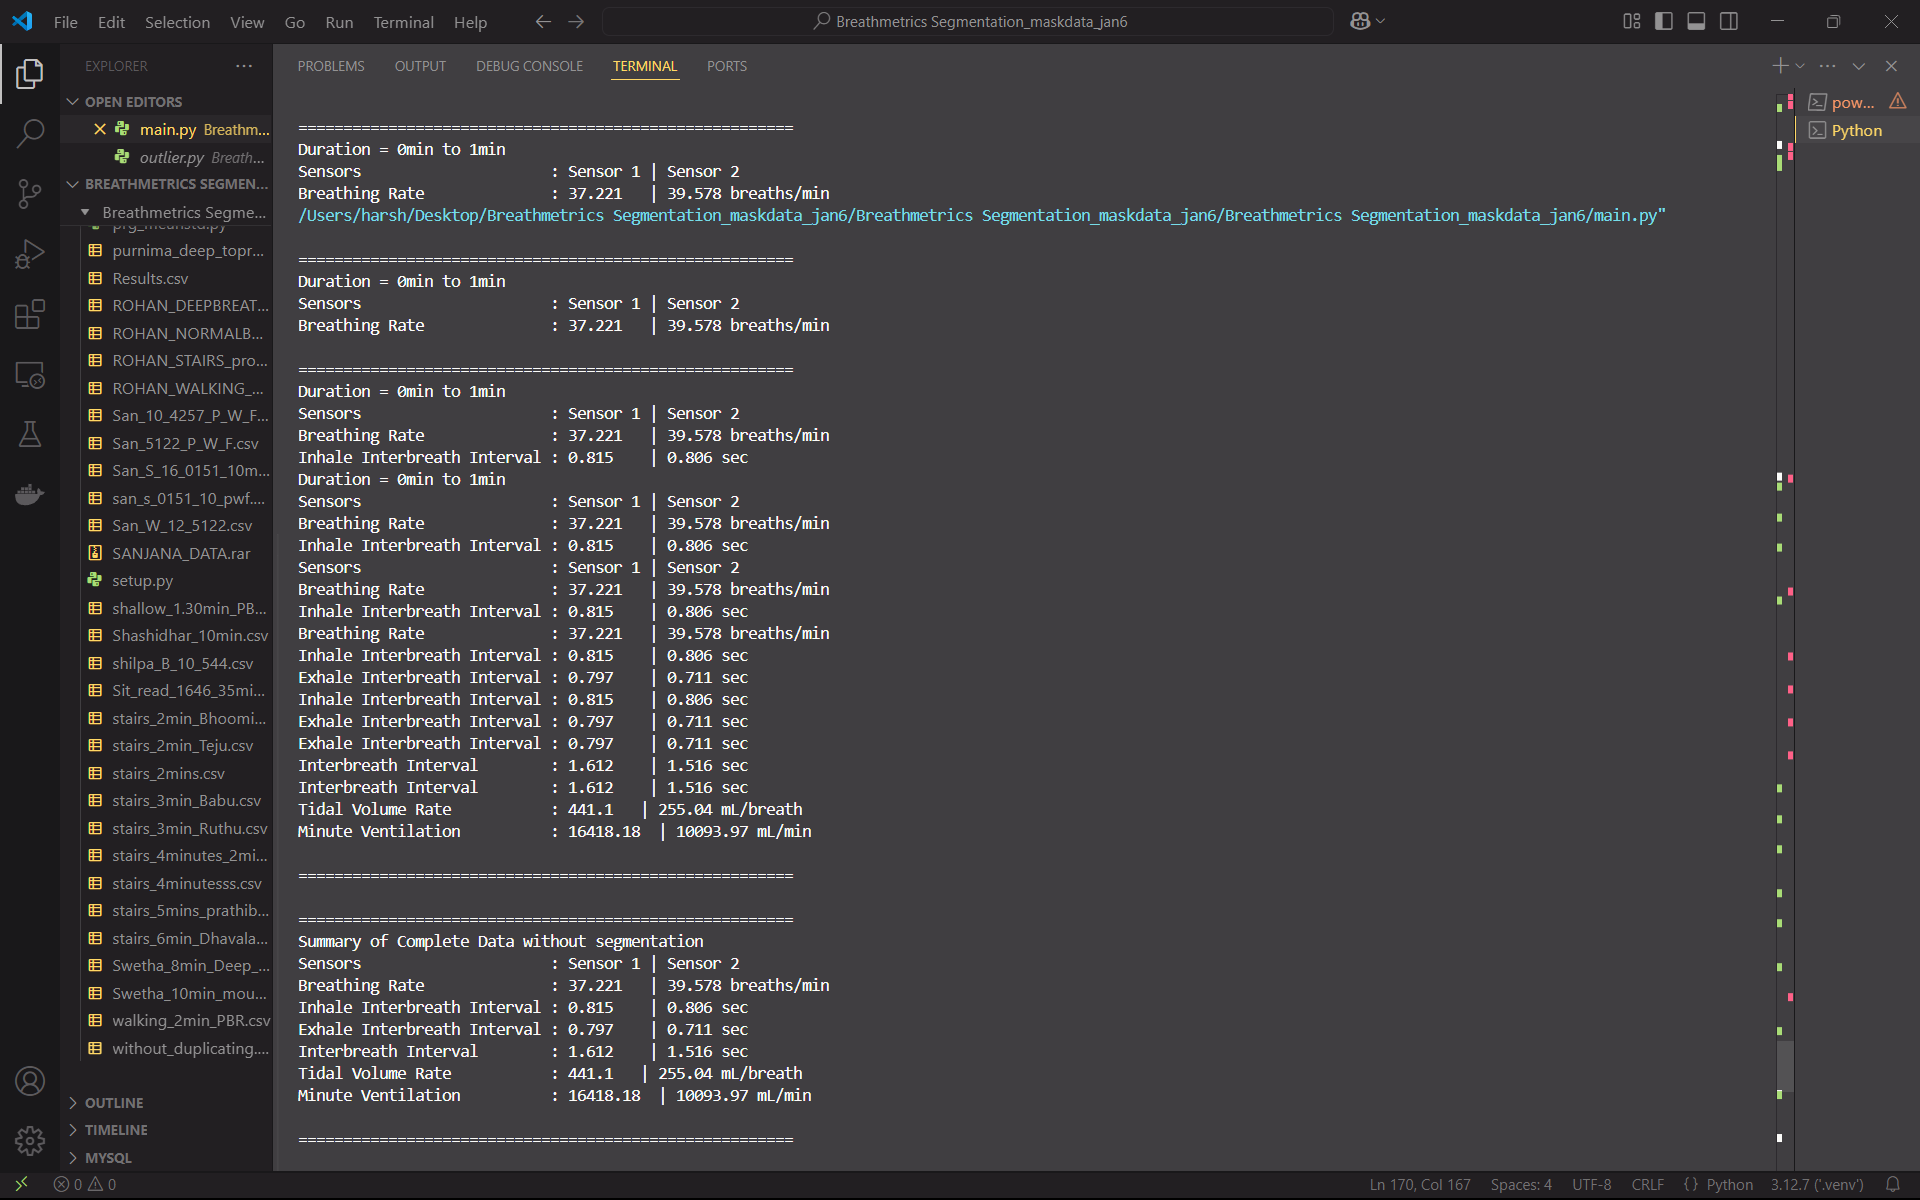 File Edit Selection View Go Run Terminal Help
Breathmetrics Segmentation_maskdata_jan6
EXPLORER
OPEN EDITORS
main.py Breathm...
outlier.py Breath...
BREATHMETRICS SEGMEN...
Breathmetrics Segme...
prg_meanstd.py
purnima_deep_topr...
Results.csv
ROHAN_DEEPBREAT...
ROHAN_NORMALB...
ROHAN_STAIRS_pro...
ROHAN_WALKING_...
San_10_4257_P_W_F...
San_5122_P_W_F.csv
San_S_16_0151_10m...
san_s_0151_10_pwf....
San_W_12_5122.csv
SANJANA_DATA.rar
setup.py
shallow_1.30min_PB...
Shashidhar_10min.csv
shilpa_B_10_544.csv
Sit_read_1646_35mi...
stairs_2min_Bhoomi...
stairs_2min_Teju.csv
stairs_2mins.csv
stairs_3min_Babu.csv
stairs_3min_Ruthu.csv
stairs_4minutes_2mi...
stairs_4minutesss.csv
stairs_5mins_prathib...
stairs_6min_Dhavala...
Swetha_8min_Deep_...
Swetha_10min_mou...
walking_2min_PBR.csv
without_duplicating....
OUTLINE
TIMELINE
MYSQL
PROBLEMS OUTPUT DEBUG CONSOLE TERMINAL PORTS
=======================================================
Duration = 0min to 1min
Sensors : Sensor 1 | Sensor 2
Breathing Rate : 37.221 | 39.578 breaths/min
/Users/harsh/Desktop/Breathmetrics Segmentation_maskdata_jan6/Breathmetrics Segmentation_maskdata_jan6/Breathmetrics Segmentation_maskdata_jan6/main.py"
=======================================================
Duration = 0min to 1min
Sensors : Sensor 1 | Sensor 2
Breathing Rate : 37.221 | 39.578 breaths/min
=======================================================
Duration = 0min to 1min
Sensors : Sensor 1 | Sensor 2
Breathing Rate : 37.221 | 39.578 breaths/min
Inhale Interbreath Interval : 0.815 | 0.806 sec
Duration = 0min to 1min
Sensors : Sensor 1 | Sensor 2
Breathing Rate : 37.221 | 39.578 breaths/min
Inhale Interbreath Interval : 0.815 | 0.806 sec
Sensors : Sensor 1 | Sensor 2
Breathing Rate : 37.221 | 39.578 breaths/min
Inhale Interbreath Interval : 0.815 | 0.806 sec
Breathing Rate : 37.221 | 39.578 breaths/min
Inhale Interbreath Interval : 0.815 | 0.806 sec
Exhale Interbreath Interval : 0.797 | 0.711 sec
Inhale Interbreath Interval : 0.815 | 0.806 sec
Exhale Interbreath Interval : 0.797 | 0.711 sec
Exhale Interbreath Interval : 0.797 | 0.711 sec
Interbreath Interval : 1.612 | 1.516 sec
Interbreath Interval : 1.612 | 1.516 sec
Tidal Volume Rate : 441.1 | 255.04 mL/breath
Minute Ventilation : 16418.18 | 10093.97 mL/min
=======================================================
=======================================================
Summary of Complete Data without segmentation
Sensors : Sensor 1 | Sensor 2
Breathing Rate : 37.221 | 39.578 breaths/min
Inhale Interbreath Interval : 0.815 | 0.806 sec
Exhale Interbreath Interval : 0.797 | 0.711 sec
Interbreath Interval : 1.612 | 1.516 sec
Tidal Volume Rate : 441.1 | 255.04 mL/breath
Minute Ventilation : 16418.18 | 10093.97 mL/min
=======================================================
pow...
Python
0 0
Ln 170, Col 167 Spaces: 4 UTF-8 CRLF {} Python 3.12.7 ('.venv')